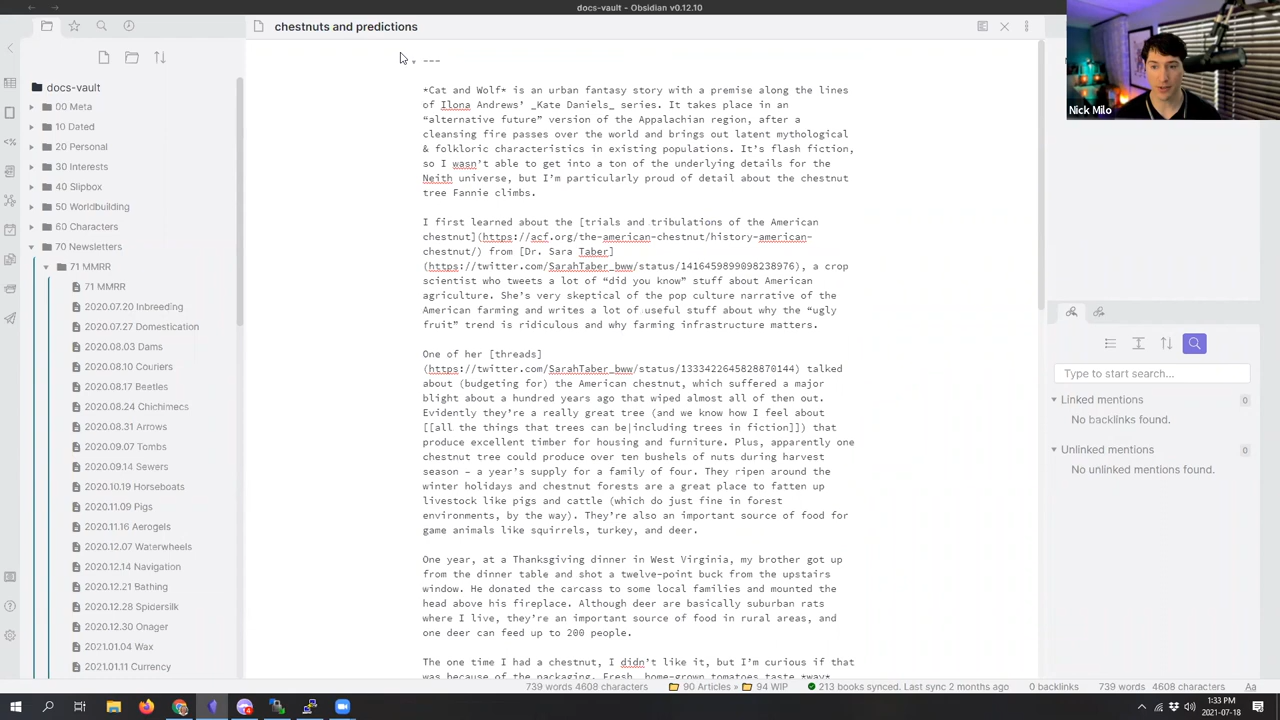 docs-vault - Obsidian v0.12.10
chestnuts and predictions
Nick Milo
docs-vault
00 Meta
10 Dated
20 Personal
30 Interests
40 Slipbox
50 Worldbuilding
60 Characters
70 Newsletters
71 MMRR
71 MMRR
2020.07.20 Inbreeding
2020.07.27 Domestication
2020.08.03 Dams
2020.08.10 Couriers
2020.08.17 Beetles
2020.08.24 Chichimecs
2020.08.31 Arrows
2020.09.07 Tombs
2020.09.14 Sewers
2020.10.19 Horseboats
2020.11.09 Pigs
2020.11.16 Aerogels
2020.12.07 Waterwheels
2020.12.14 Navigation
2020.12.21 Bathing
2020.12.28 Spidersilk
2020.12.30 Onager
2021.01.04 Wax
2021.01.11 Currency
---
*Cat and Wolf* is an urban fantasy story with a premise along the lines
of Ilona Andrews’ _Kate Daniels_ series. It takes place in an
“alternative future” version of the Appalachian region, after a
cleansing fire passes over the world and brings out latent mythological
& folkloric characteristics in existing populations. It’s flash fiction,
so I wasn’t able to get into a ton of the underlying details for the
Neith universe, but I’m particularly proud of detail about the chestnut
tree Fannie climbs.
I first learned about the [trials and tribulations of the American
chestnut](https://acf.org/the-american-chestnut/history-american-
chestnut/) from [Dr. Sara Taber]
(https://twitter.com/SarahTaber_bww/status/1416459899098238976), a crop
scientist who tweets a lot of “did you know” stuff about American
agriculture. She’s very skeptical of the pop culture narrative of the
American farming and writes a lot of useful stuff about why the “ugly
fruit” trend is ridiculous and why farming infrastructure matters.
One of her [threads]
(https://twitter.com/SarahTaber_bww/status/1333422645828870144) talked
about (budgeting for) the American chestnut, which suffered a major
blight about a hundred years ago that wiped almost all of them out.
Evidently they’re a really great tree (and we know how I feel about
[[all the things that trees can be|including trees in fiction]]) that
produce excellent timber for housing and furniture. Plus, apparently one
chestnut tree could produce over ten bushels of nuts during harvest
season – a year’s supply for a family of four. They ripen around the
winter holidays and chestnut forests are a great place to fatten up
livestock like pigs and cattle (which do just fine in forest
environments, by the way). They’re also an important source of food for
game animals like squirrels, turkey, and deer.
One year, at a Thanksgiving dinner in West Virginia, my brother got up
from the dinner table and shot a twelve-point buck from the upstairs
window. He donated the carcass to some local families and mounted the
head above his fireplace. Although deer are basically suburban rats
where I live, they’re an important source of food in rural areas, and
one deer can feed up to 200 people.
The one time I had a chestnut, I didn’t like it, but I’m curious if that
was because of the packaging. Fresh, home-grown tomatoes taste *way*
Type to start search...
Linked mentions 0
No backlinks found.
Unlinked mentions 0
No unlinked mentions found.
739 words 4608 characters
90 Articles » 94 WIP
213 books synced. Last sync 2 months ago
0 backlinks
739 words 4608 characters
Aa
1:33 PM
2021-07-18